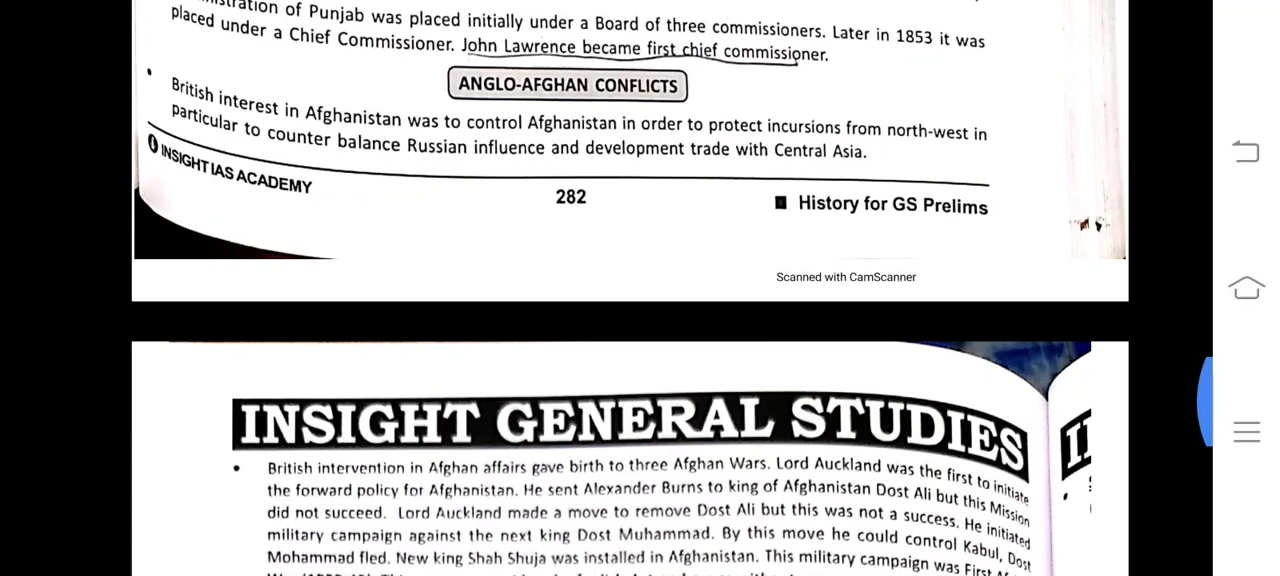 of Punjab was placed initially under a Board of three commissioners. Later in 1853 it was
placed under a Chief Commissioner. John Lawrence became first chief commissioner.
ANGLO-AFGHAN CONFLICTS
• British interest in Afghanistan was to control Afghanistan in order to protect incursions from north-west in
particular to counter balance Russian influence and development trade with Central Asia.
INSIGHT IAS ACADEMY
282
■ History for GS Prelims
Scanned with CamScanner
INSIGHT GENERAL STUDIES
• British intervention in Afghan affairs gave birth to three Afghan Wars. Lord Auckland was the first to initiate
the forward policy for Afghanistan. He sent Alexander Burns to king of Afghanistan Dost Ali but this Mission
did not succeed. Lord Auckland made a move to remove Dost Ali but this was not a success. He initiated
military campaign against the next king Dost Muhammad. By this move he could control Kabul, Dost
Mohammad fled. New king Shah Shuja was installed in Afghanistan. This military campaign was First